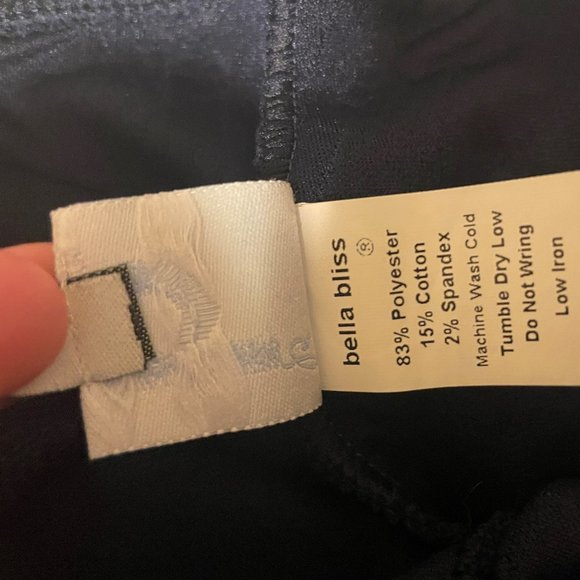 bella bliss ®
83% Polyester
15% Cotton
2% Spandex
Machine Wash Cold
Tumble Dry Low
Do Not Wring
Low Iron